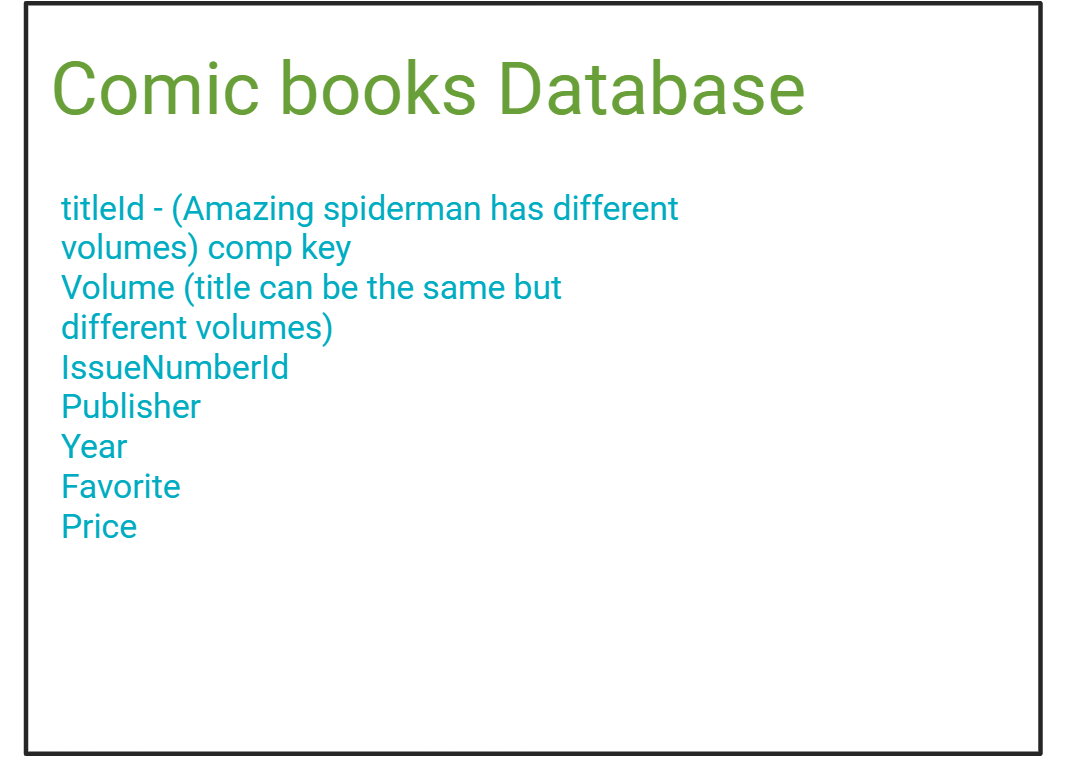 Comic books Database
titleId - (Amazing spiderman has different
volumes) comp key
Volume (title can be the same but
different volumes)
IssueNumberId
Publisher
Year
Favorite
Price